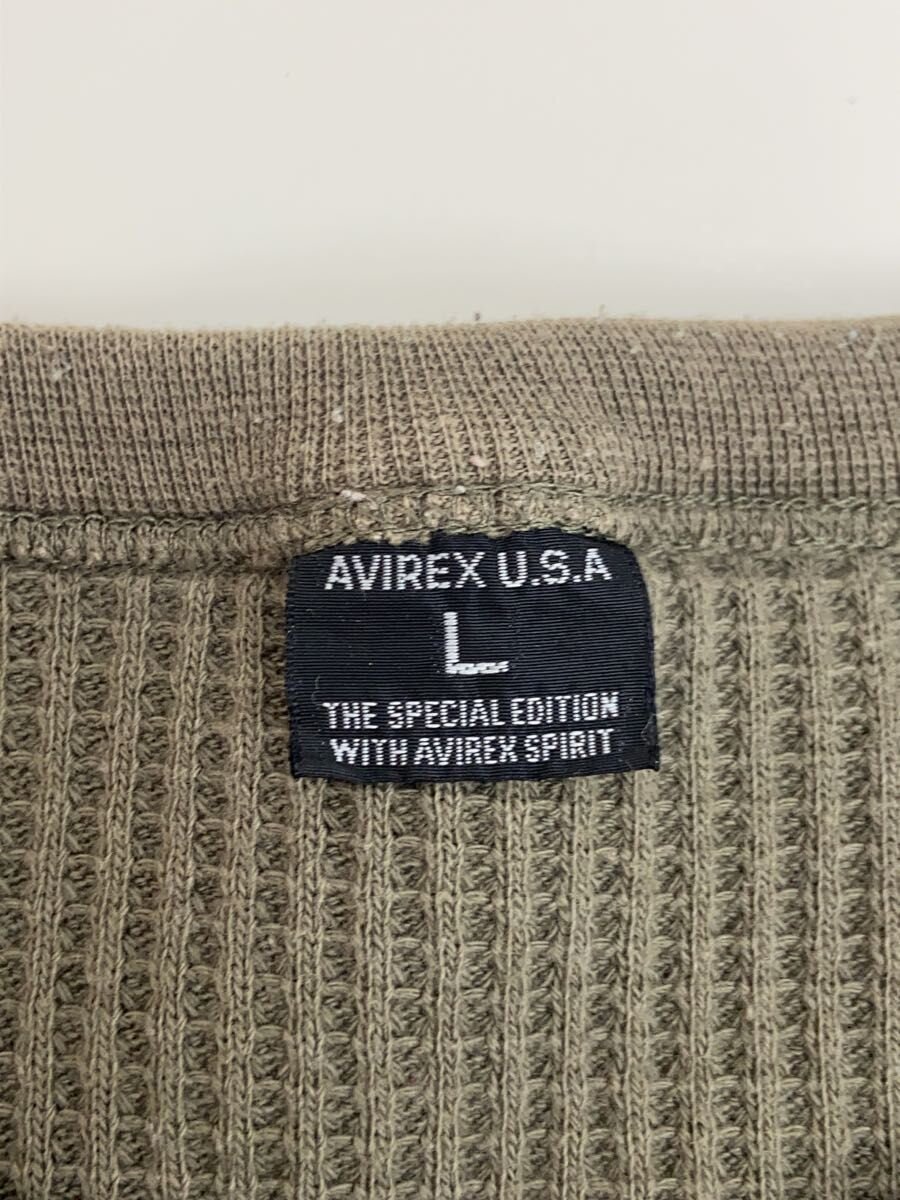 AVIREX U.S.A
L
THE SPECIAL EDITION
WITH AVIREX SPIRIT